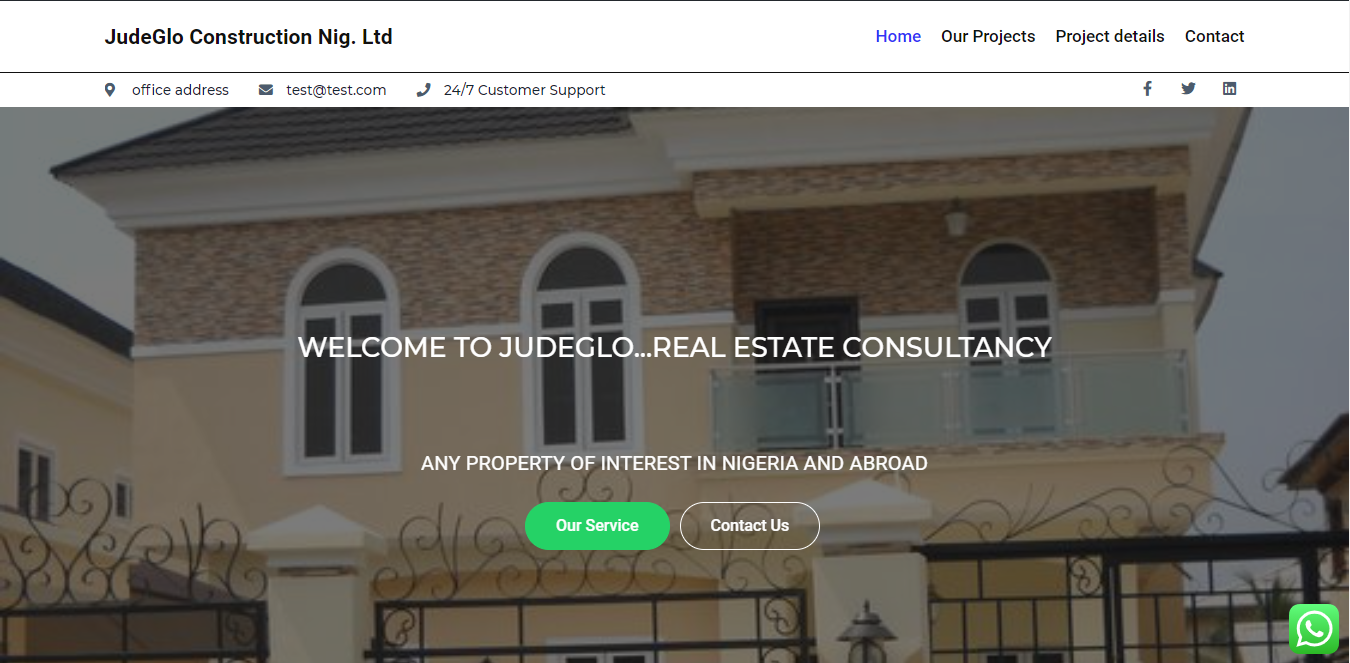 JudeGlo Construction Nig. Ltd
Home Our Projects Project details Contact
office address test@test.com 24/7 Customer Support
WELCOME TO JUDEGLO...REAL ESTATE CONSULTANCY
ANY PROPERTY OF INTEREST IN NIGERIA AND ABROAD
Our Service Contact Us